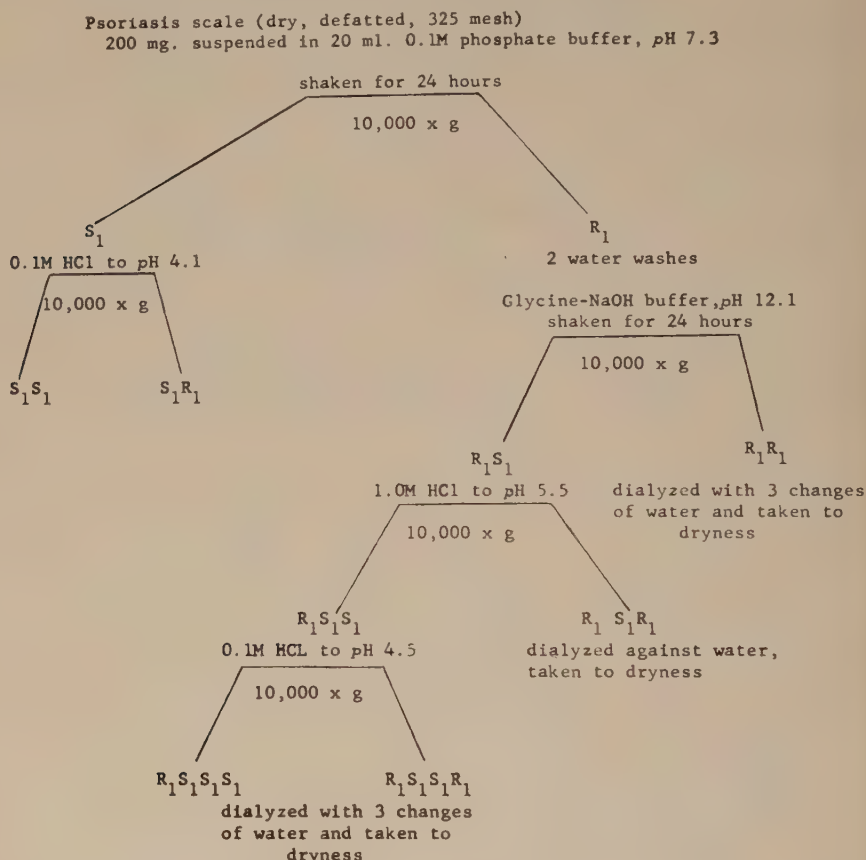 Psoriasis scale (dry, defatted, 325 mesh)
200 mg. suspended in 20 ml. 0.1M phosphate buffer, pH 7.3
shaken for 24 hours
10,000 x g
S1
R1
0.1M HCl to pH 4.1
2 water washes
10,000 x g
Glycine-NaOH buffer,pH 12.1
shaken for 24 hours
10,000 x g
S1S1
S1R1
R1S1
R1R1
1.0M HCl to pH 5.5
dialyzed with 3 changes
of water and taken to
dryness
10,000 x g
R1S1S1
R1 S1R1
0.1M HCL to pH 4.5
dialyzed against water,
taken to dryness
10,000 x g
R1S1S1S1
R1S1S1R1
dialyzed with 3 changes
of water and taken to
dryness